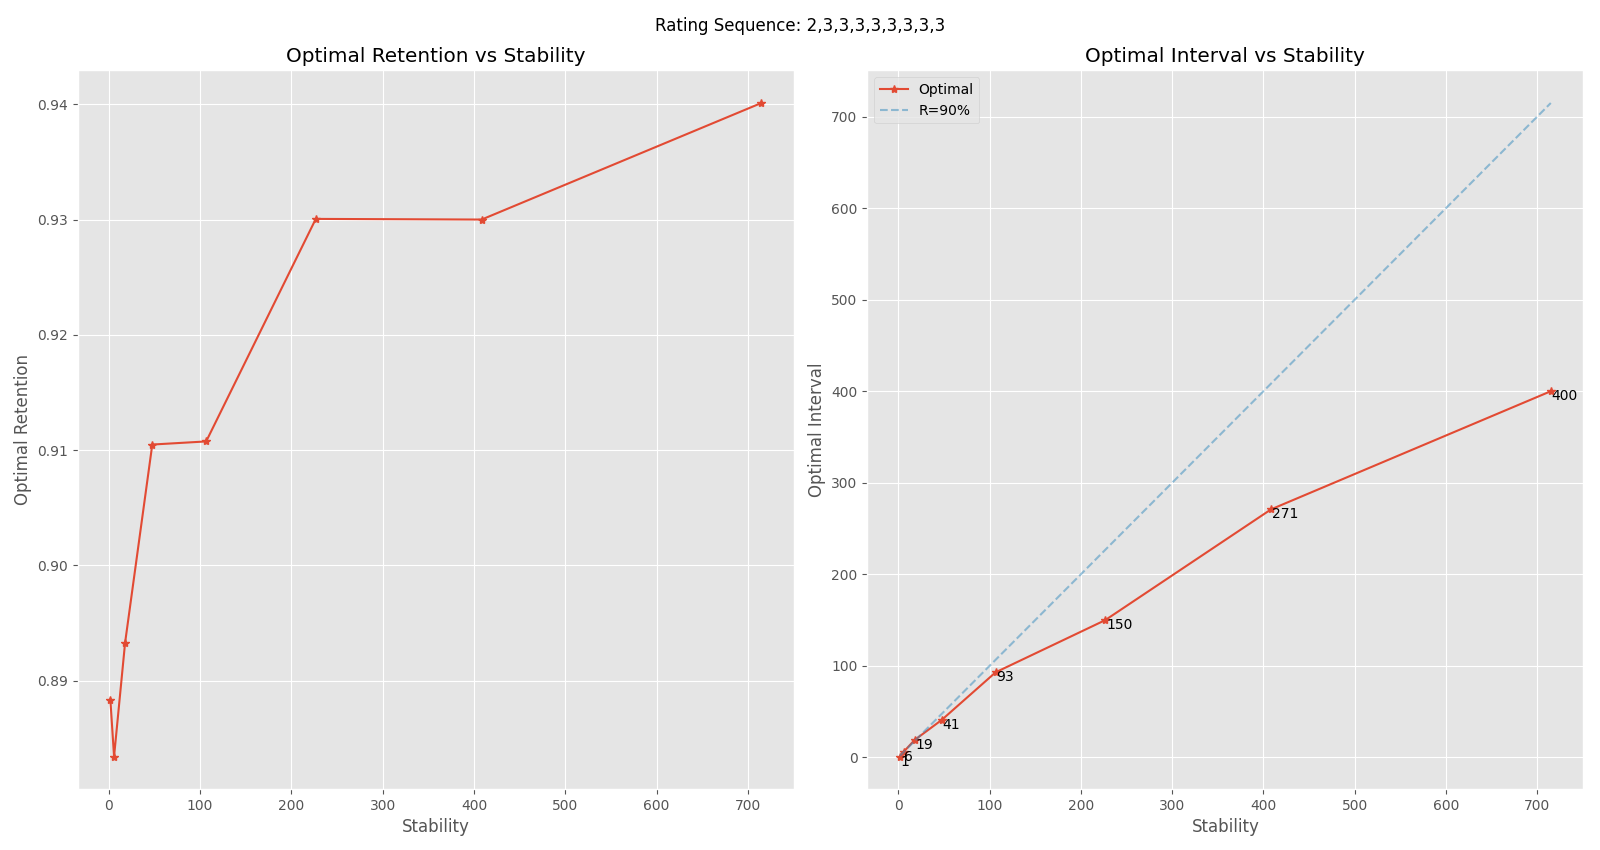 Rating Sequence: 2,3,3,3,3,3,3,3,3,3
Optimal Retention vs Stability
0.94
0.93
0.92
0.91
0.90
0.89
Optimal Retention
0 100 200 300 400 500 600 700
Stability
Optimal Interval vs Stability
Optimal
R=90%
700
600
500
400
300
200
100
0
Optimal Interval
400
271
150
93
41
19
6
1
0 100 200 300 400 500 600 700
Stability